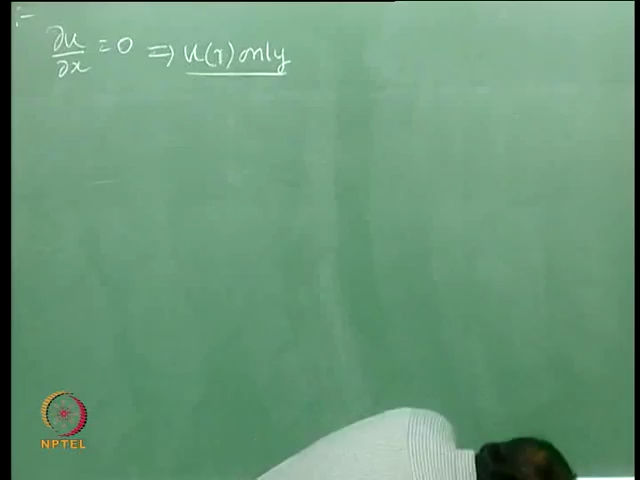 :-
∂u/∂x = 0 ⇒ u(r) only
NPTEL